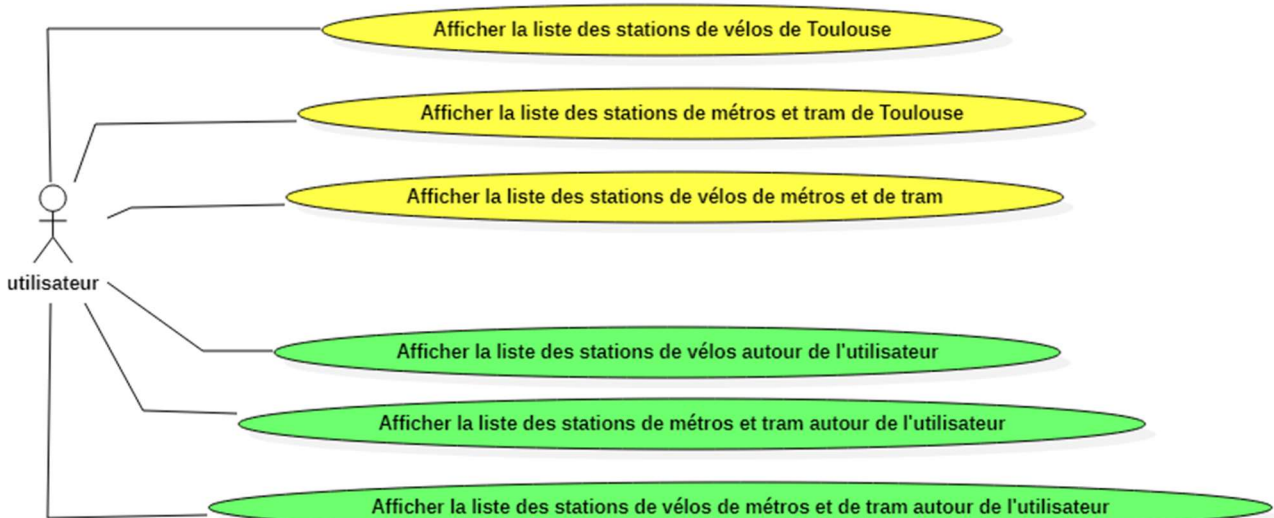 Afficher la liste des stations de vélos de Toulouse
Afficher la liste des stations de métros et tram de Toulouse
Afficher la liste des stations de vélos de métros et de tram
utilisateur
Afficher la liste des stations de vélos autour de l'utilisateur
Afficher la liste des stations de métros et tram autour de l'utilisateur
Afficher la liste des stations de vélos de métros et de tram autour de l'utilisateur